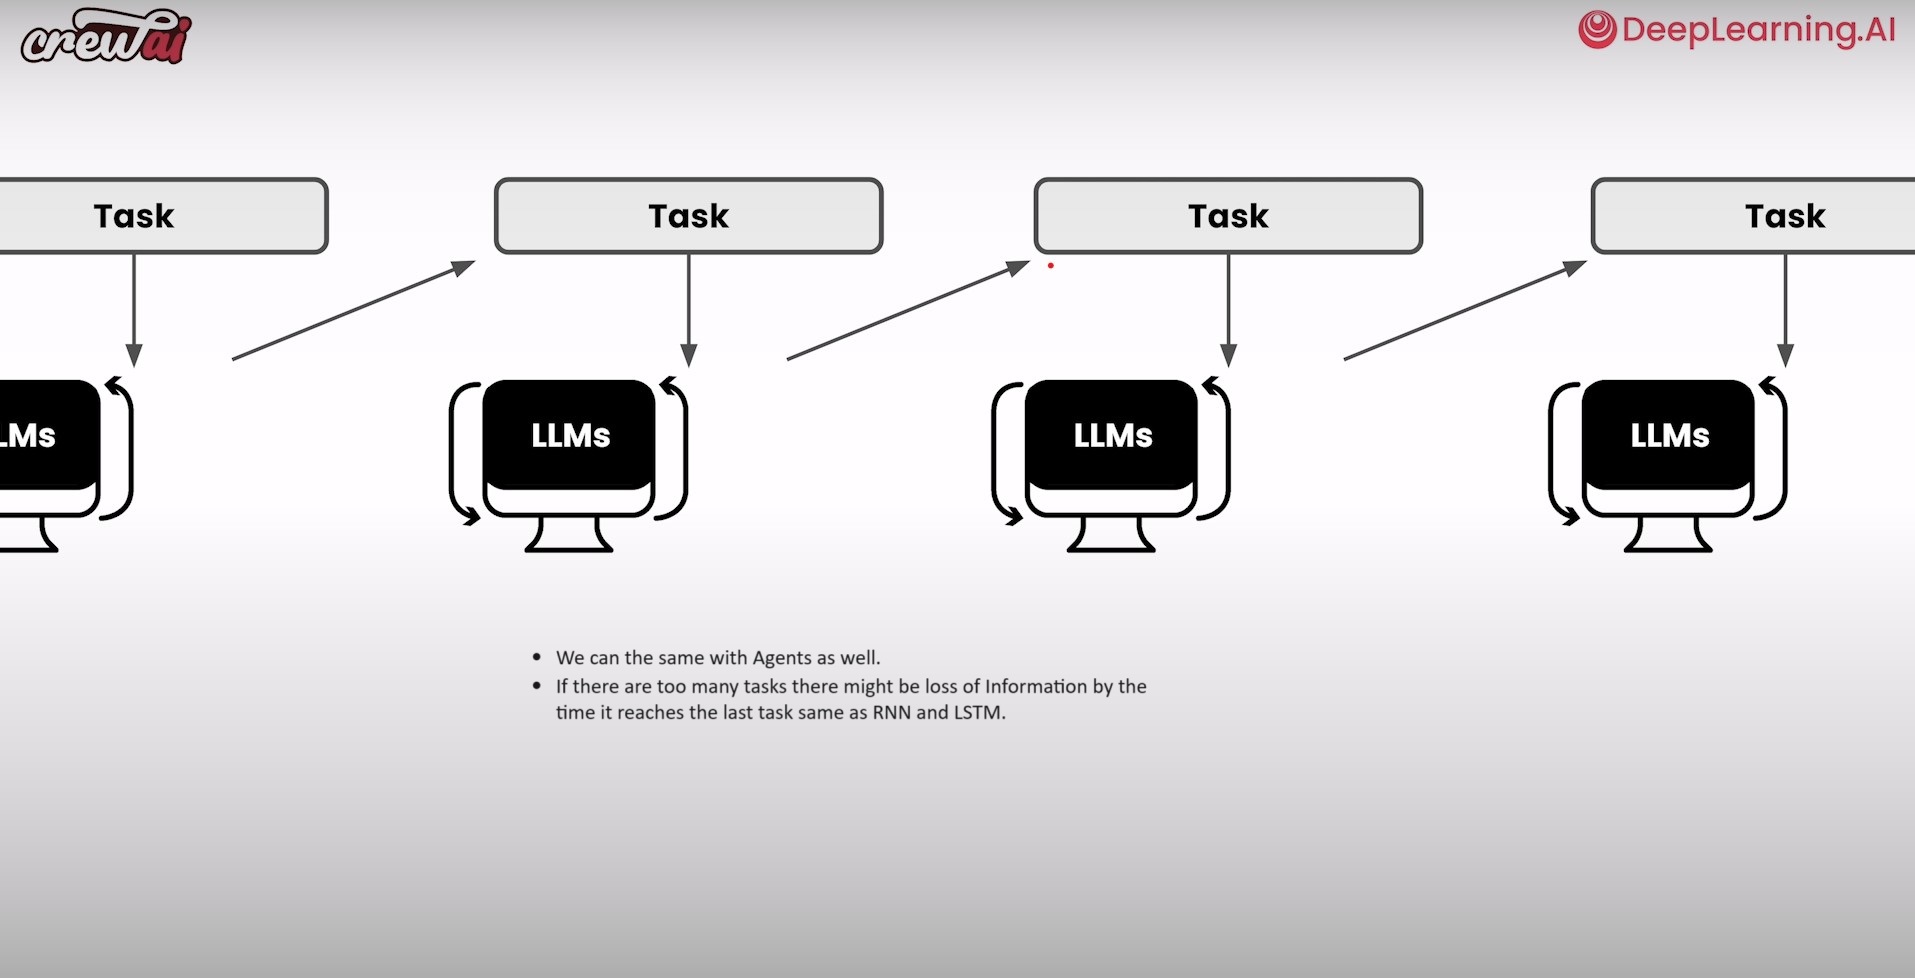 crewai
DeepLearning.AI
Task
Task
Task
Task
LMs
LLMs
LLMs
LLMs
• We can the same with Agents as well.
• If there are too many tasks there might be loss of Information by the
time it reaches the last task same as RNN and LSTM.